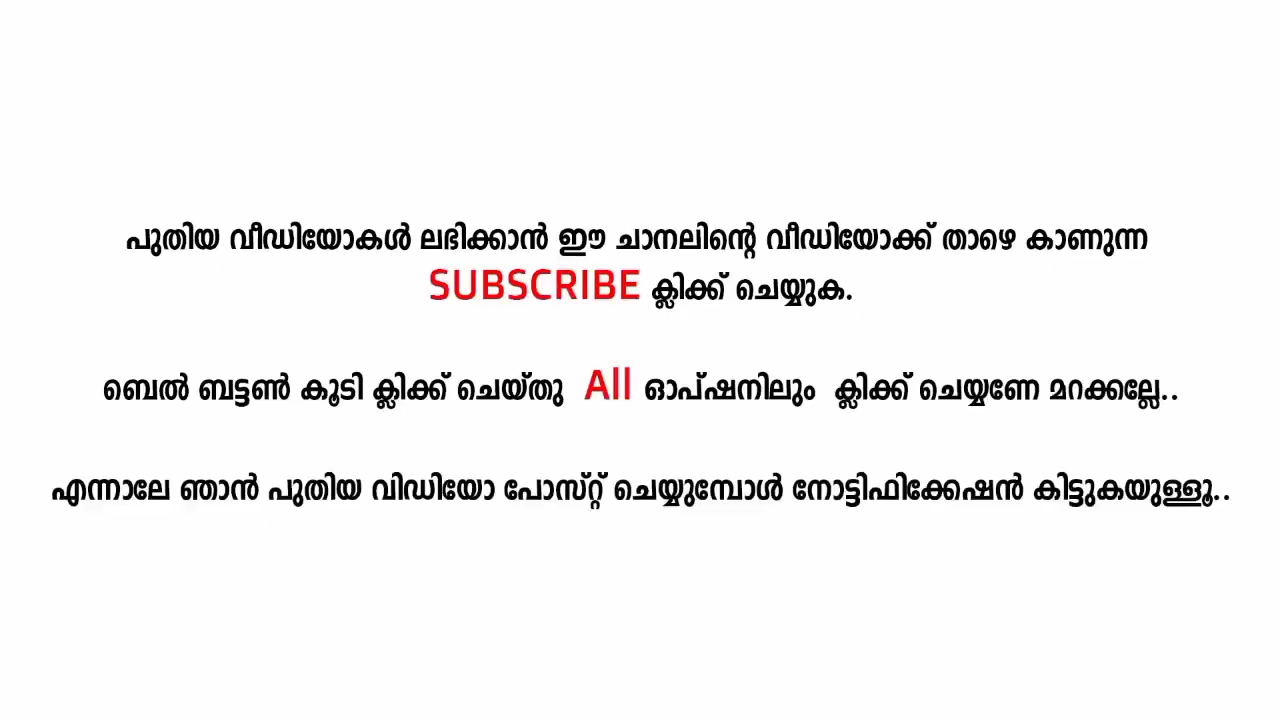 പുതിയ വീഡിയോകൾ ലഭിക്കാൻ ഈ ചാനലിന്റെ വീഡിയോക്ക് താഴെ കാണുന്ന
SUBSCRIBE ക്ലിക്ക് ചെയ്യുക.
ബെൽ ബട്ടൺ കൂടി ക്ലിക്ക് ചെയ്തു All ഓപ്ഷനിലും ക്ലിക്ക് ചെയ്യണേ മറക്കല്ലേ..
എന്നാലേ ഞാൻ പുതിയ വിഡിയോ പോസ്റ്റ് ചെയ്യുമ്പോൾ നോട്ടിഫിക്കേഷൻ കിട്ടുകയുള്ളൂ..